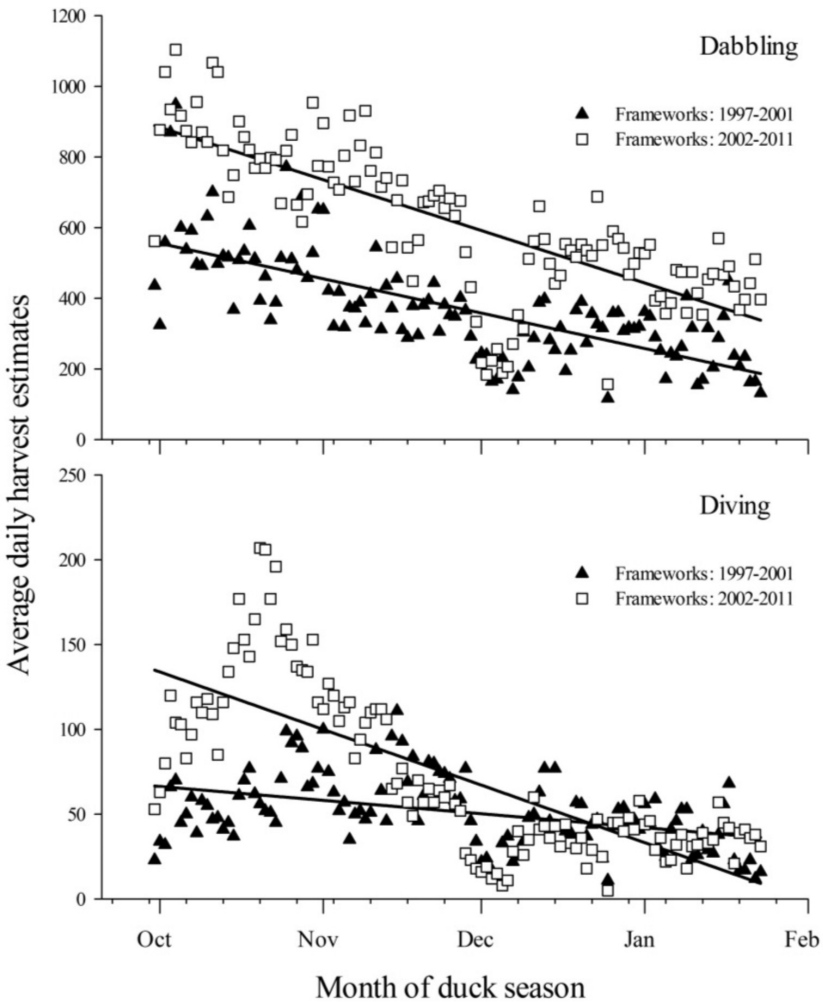 Average daily harvest estimates
1200
1000
800
600
400
200
0
Dabbling
Frameworks: 1997-2001
Frameworks: 2002-2011
250
200
150
100
50
0
Diving
Frameworks: 1997-2001
Frameworks: 2002-2011
Oct Nov Dec Jan Feb
Month of duck season